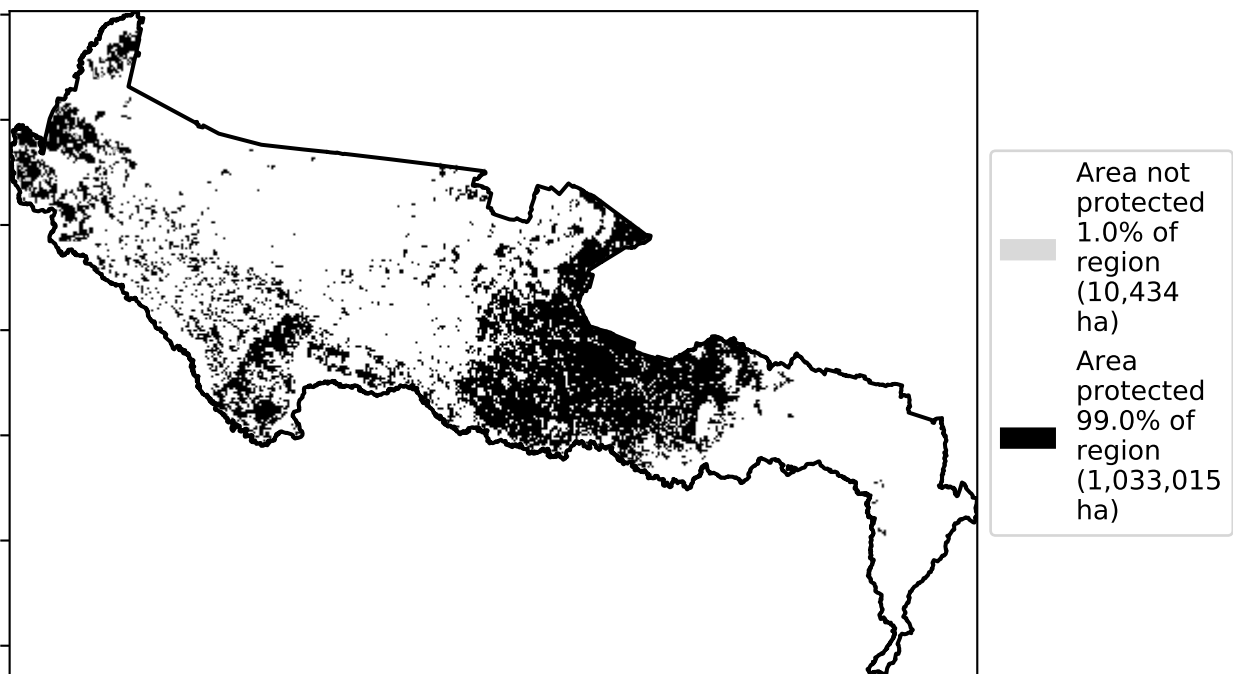 Area not
protected
1.0% of
region
(10,434
ha)
Area
protected
99.0% of
region
(1,033,015
ha)